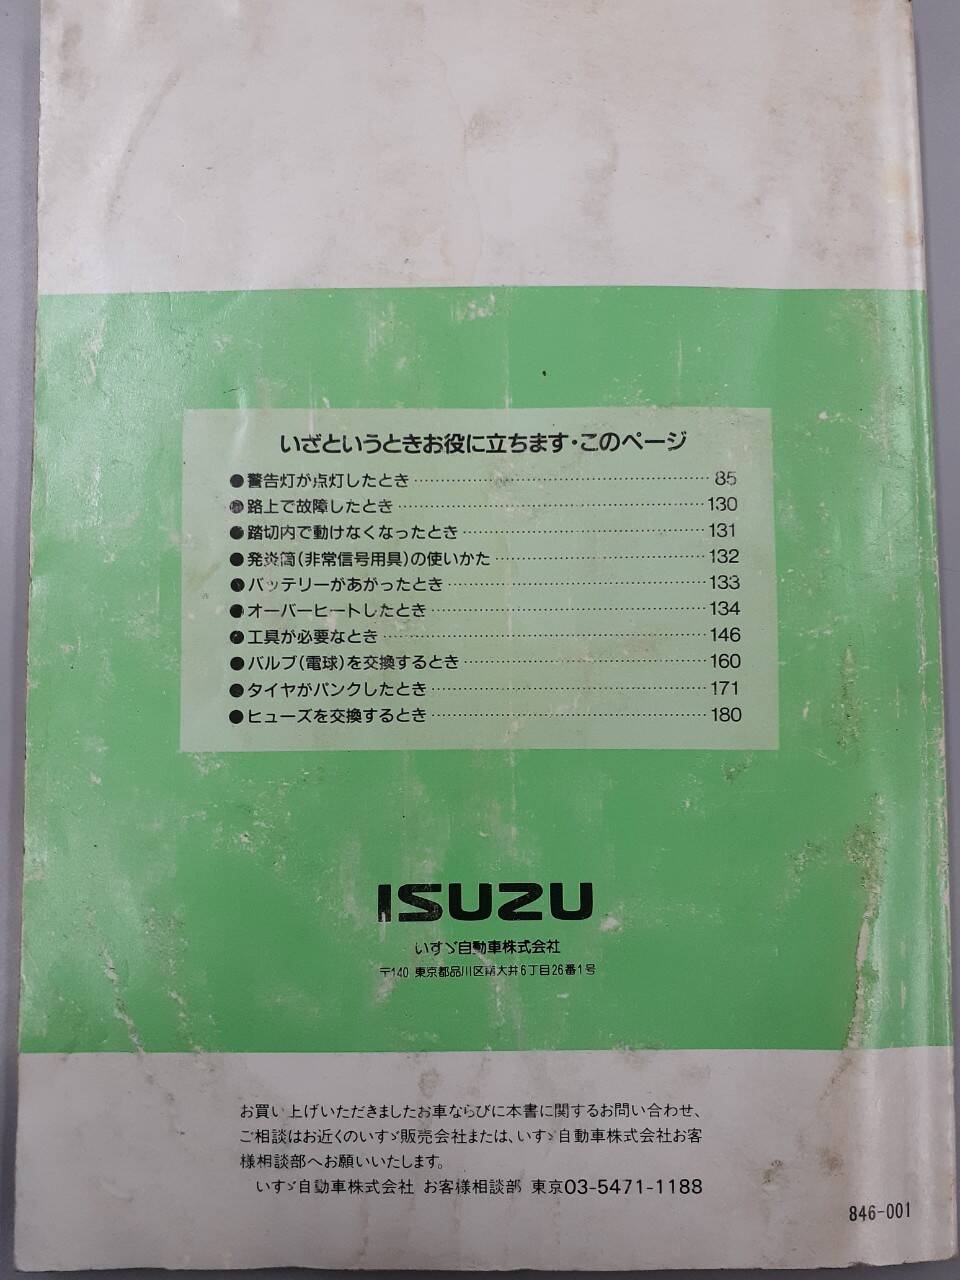 いざというときお役に立ちます・このページ
●警告灯が点灯したとき……………………………………85
●路上で故障したとき……………………………………130
●踏切内で動けなくなったとき…………………………131
●発炎筒(非常信号用具)の使いかた……………………132
●バッテリーがあがったとき……………………………133
●オーバーヒートしたとき………………………………134
●工具が必要なとき………………………………………146
●バルブ(電球)を交換するとき…………………………160
●タイヤがパンクしたとき………………………………171
●ヒューズを交換するとき………………………………180
ISUZU
いすゞ自動車株式会社
〒140 東京都品川区南大井6丁目26番1号
お買い上げいただきましたお車ならびに本書に関するお問い合わせ、
ご相談はお近くのいすゞ販売会社または、いすゞ自動車株式会社お客
様相談部へお願いいたします。
いすゞ自動車株式会社 お客様相談部 東京03-5471-1188
846-001